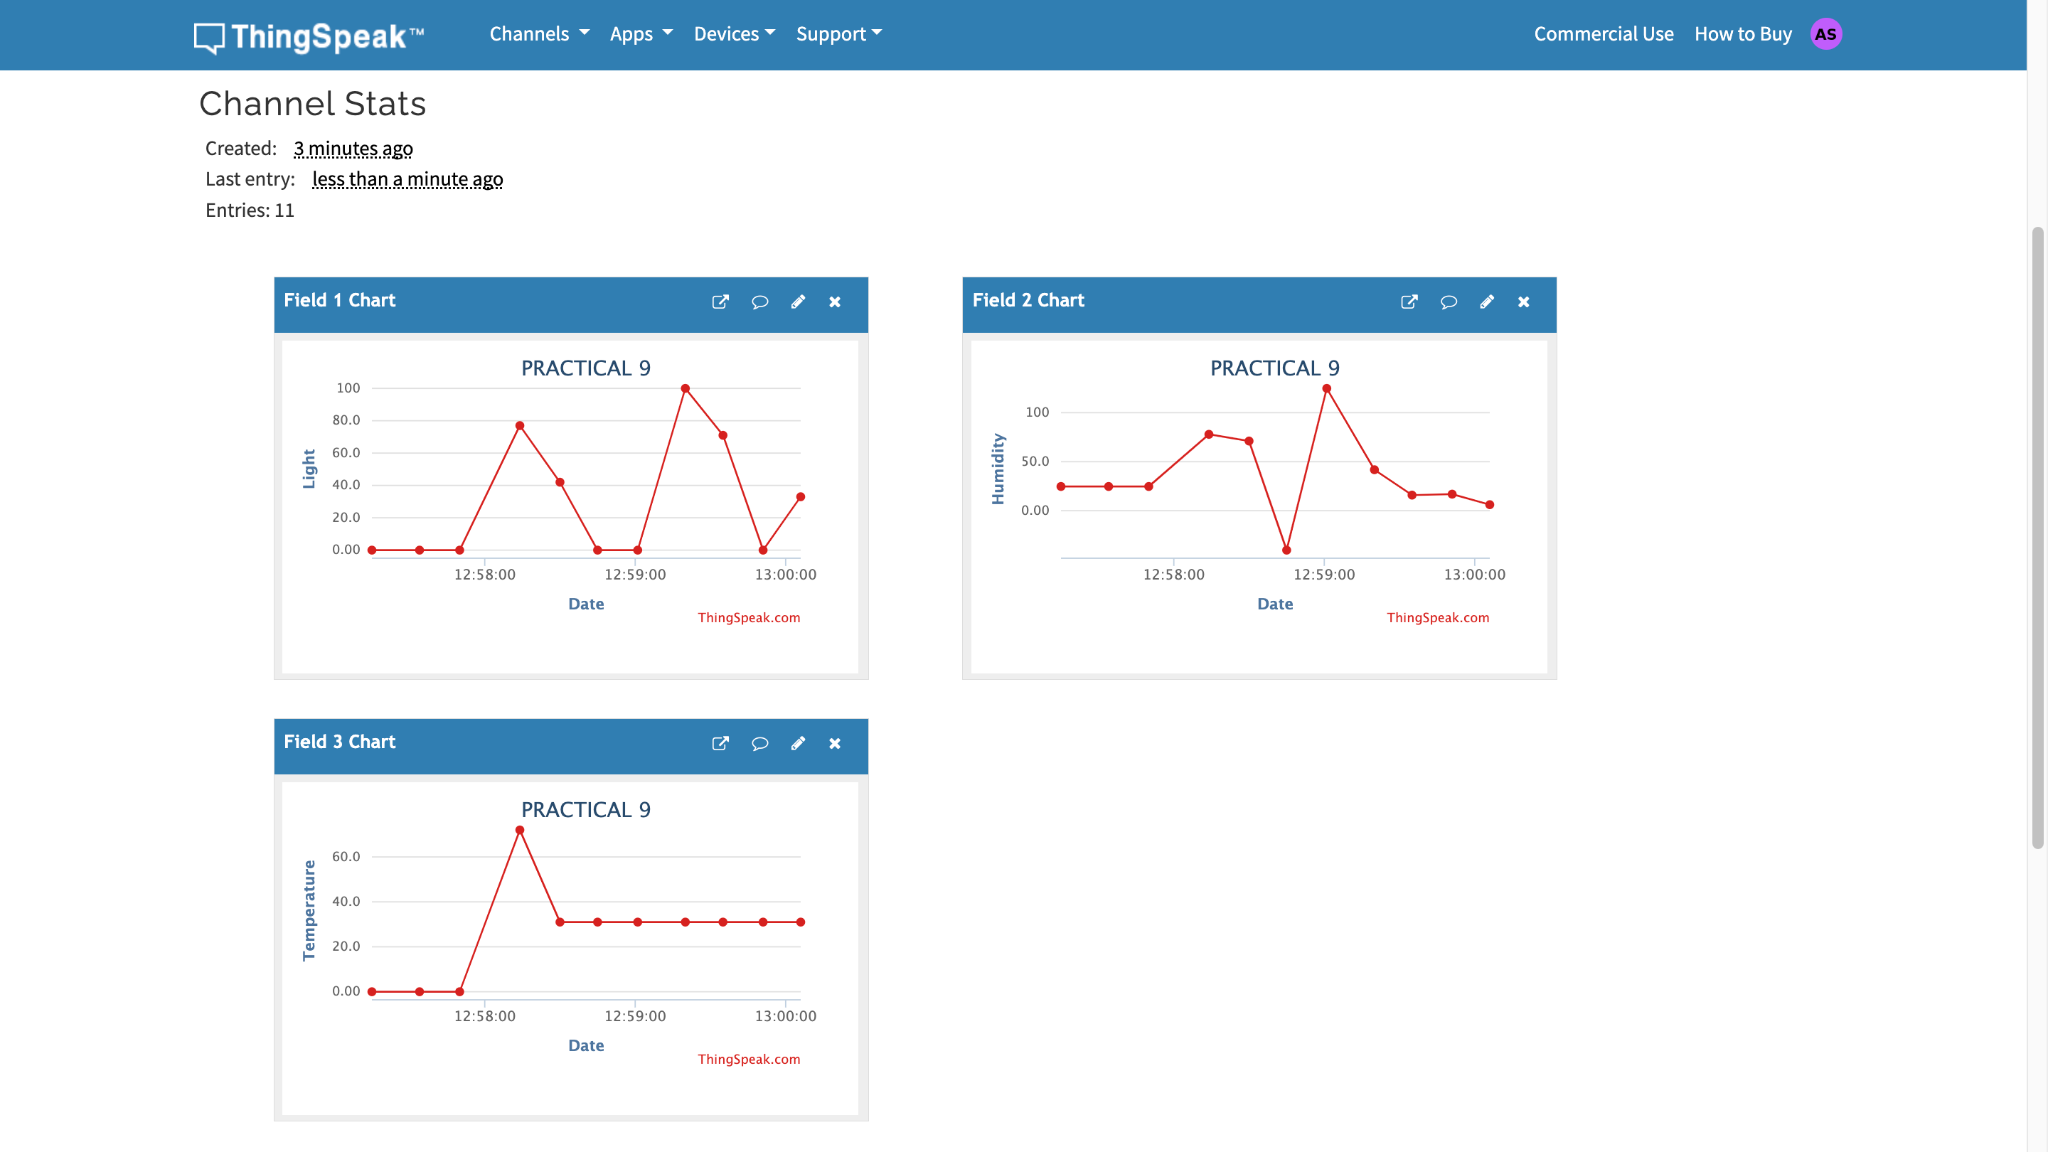 ThingSpeak™ Channels Apps Devices Support Commercial Use How to Buy AS
Channel Stats
Created: 3 minutes ago
Last entry: less than a minute ago
Entries: 11
Field 1 Chart
PRACTICAL 9
Light
100
80.0
60.0
40.0
20.0
0.00
12:58:00 12:59:00 13:00:00
Date
ThingSpeak.com
Field 2 Chart
PRACTICAL 9
Humidity
100
50.0
0.00
12:58:00 12:59:00 13:00:00
Date
ThingSpeak.com
Field 3 Chart
PRACTICAL 9
Temperature
60.0
40.0
20.0
0.00
12:58:00 12:59:00 13:00:00
Date
ThingSpeak.com